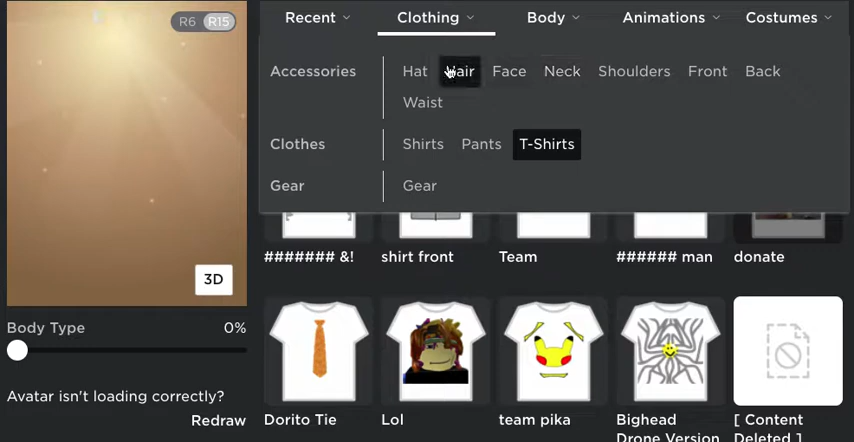 R6 R15
Recent Clothing Body Animations Costumes
Accessories Hat Hair Face Neck Shoulders Front Back
Waist
Clothes Shirts Pants T-Shirts
Gear Gear
3D
####### &! shirt front Team ###### man donate
Body Type 0%
Avatar isn't loading correctly?
Redraw
Dorito Tie Lol team pika Bighead [ Content
Drone Version Deleted ]